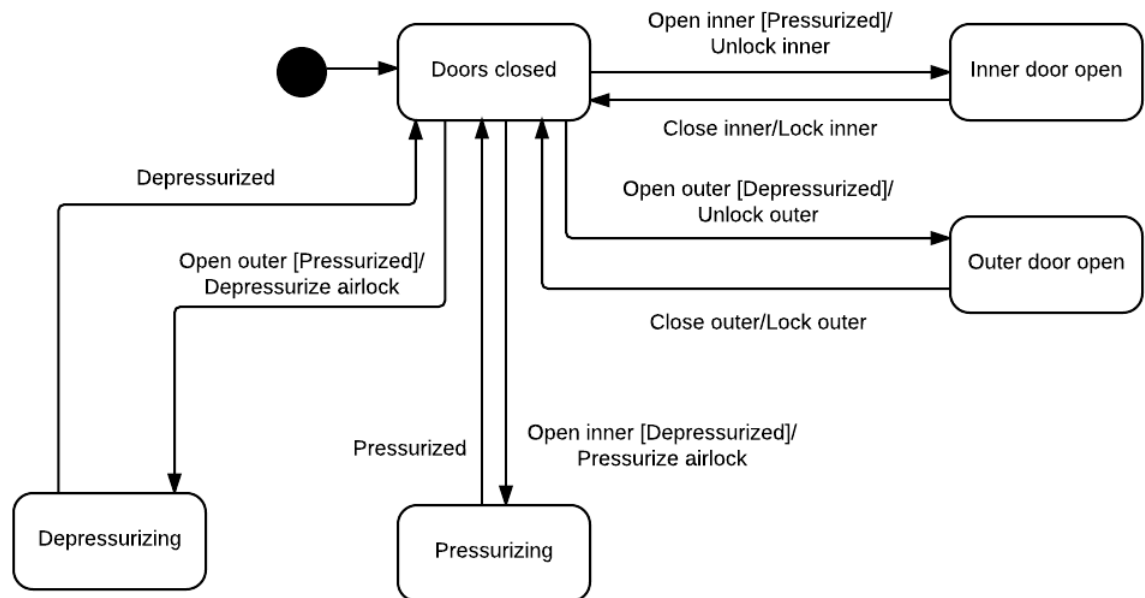 Open inner [Pressurized]/
Unlock inner
Doors closed
Inner door open
Close inner/Lock inner
Depressurized
Open outer [Depressurized]/
Unlock outer
Open outer [Pressurized]/
Depressurize airlock
Outer door open
Close outer/Lock outer
Pressurized
Open inner [Depressurized]/
Pressurize airlock
Depressurizing
Pressurizing